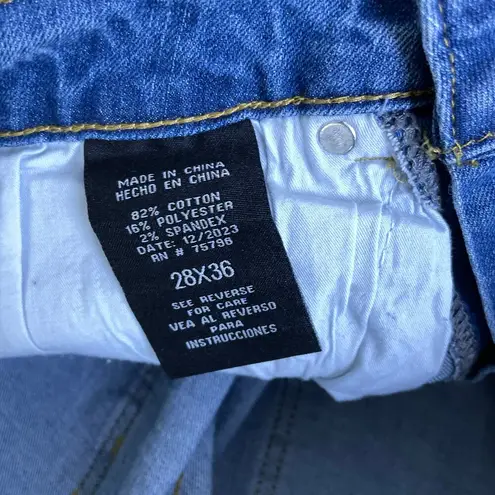 MADE IN CHINA
HECHO EN CHINA
82% COTTON
16% POLYESTER
2% SPANDEX
DATE: 12/2023
RN # 75796
28X36
SEE REVERSE
FOR CARE
VEA AL REVERSO
PARA
INSTRUCCIONES